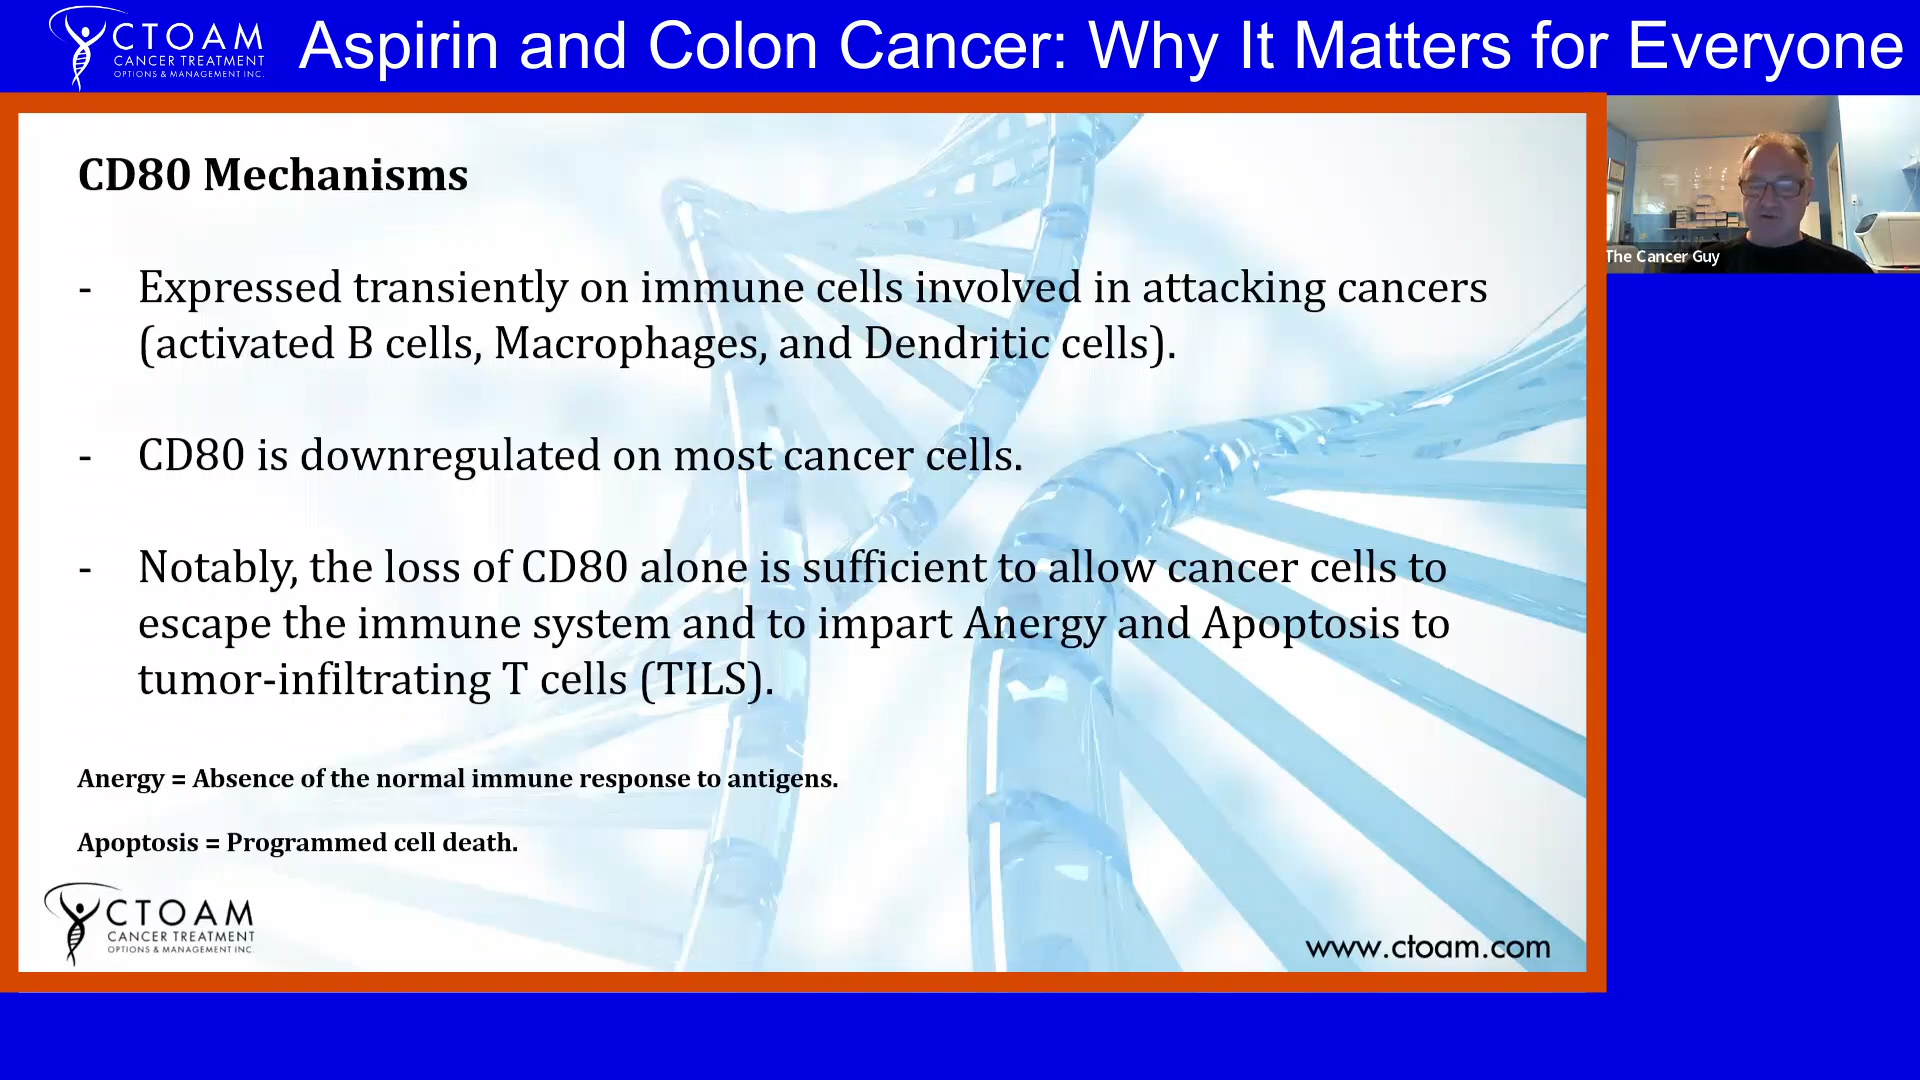 CTOAM
CANCER TREATMENT
OPTIONS & MANAGEMENT INC.
Aspirin and Colon Cancer: Why It Matters for Everyone
CD80 Mechanisms
- Expressed transiently on immune cells involved in attacking cancers
(activated B cells, Macrophages, and Dendritic cells).
- CD80 is downregulated on most cancer cells.
- Notably, the loss of CD80 alone is sufficient to allow cancer cells to
escape the immune system and to impart Anergy and Apoptosis to
tumor-infiltrating T cells (TILS).
Anergy = Absence of the normal immune response to antigens.
Apoptosis = Programmed cell death.
CTOAM
CANCER TREATMENT
OPTIONS & MANAGEMENT INC.
www.ctoam.com
The Cancer Guy